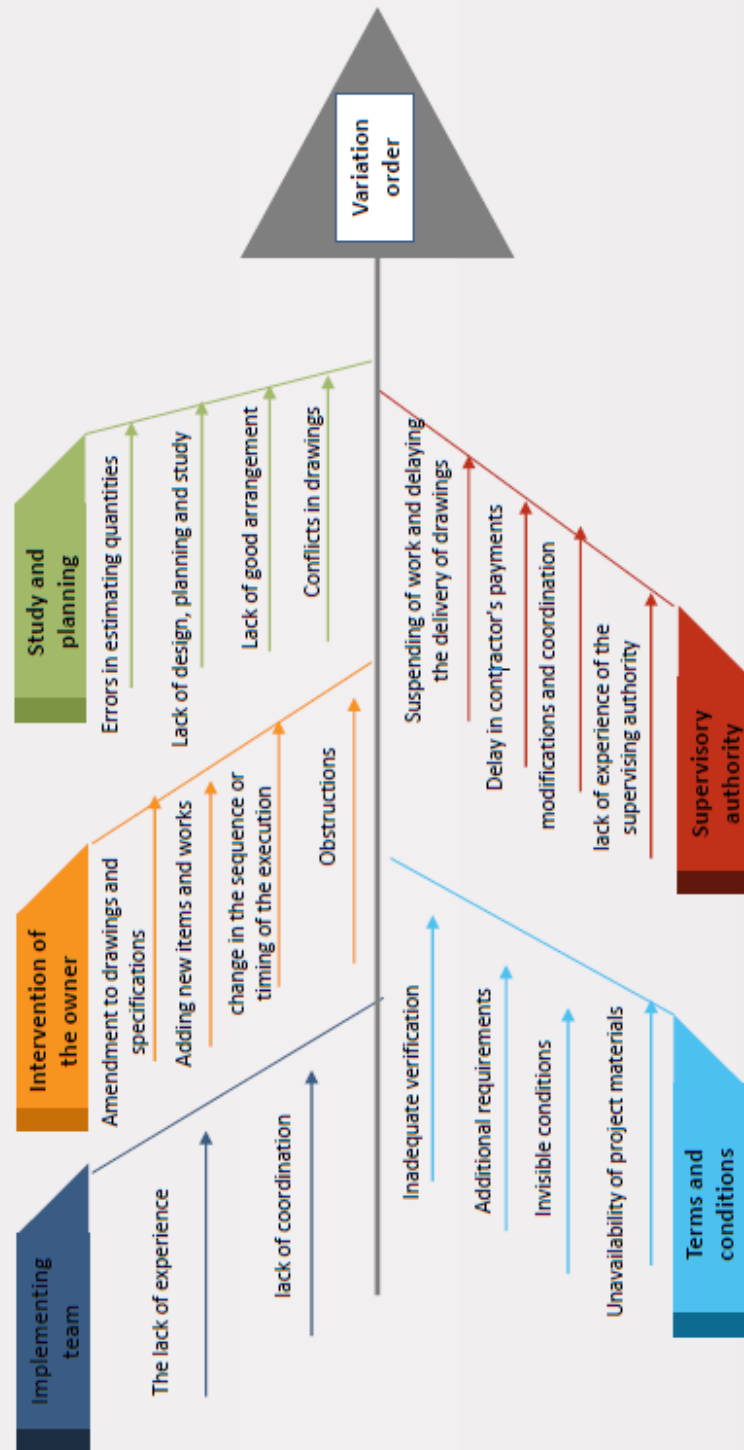 Implementing
team
The lack of experience
lack of coordination
Intervention of
the owner
Amendment to drawings and
specifications
Adding new items and works
change in the sequence or
timing of the execution
Obstructions
Study and
planning
Errors in estimating quantities
Lack of design, planning and study
Lack of good arrangement
Conflicts in drawings
Variation
order
Terms and
conditions
Inadequate verification
Additional requirements
Invisible conditions
Unavailability of project materials
Supervisory
authority
Suspending of work and delaying
the delivery of drawings
Delay in contractor's payments
modifications and coordination
lack of experience of the
supervising authority